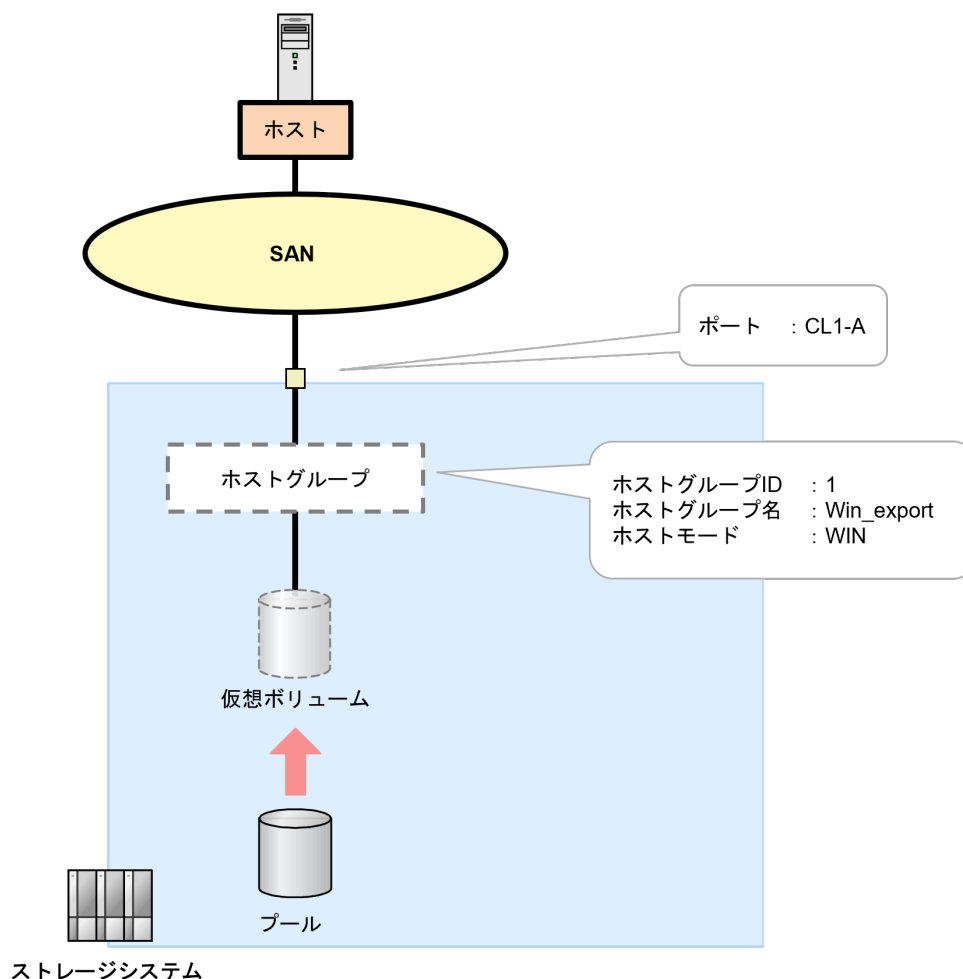 ホスト
SAN
ポート : CL1-A
ホストグループ
ホストグループID : 1
ホストグループ名 : Win_export
ホストモード : WIN
仮想ボリューム
プール
ストレージシステム